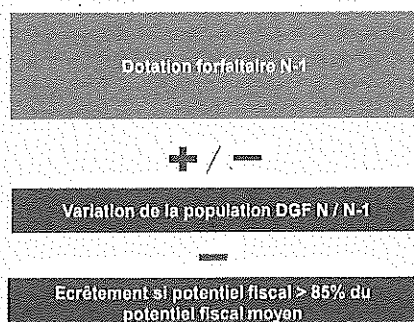 Dotation forfaitaire N-1
+ / -
Variation de la population DGF N / N-1
-
Ecrêtement si potentiel fiscal > 85% du
potentiel fiscal moyen